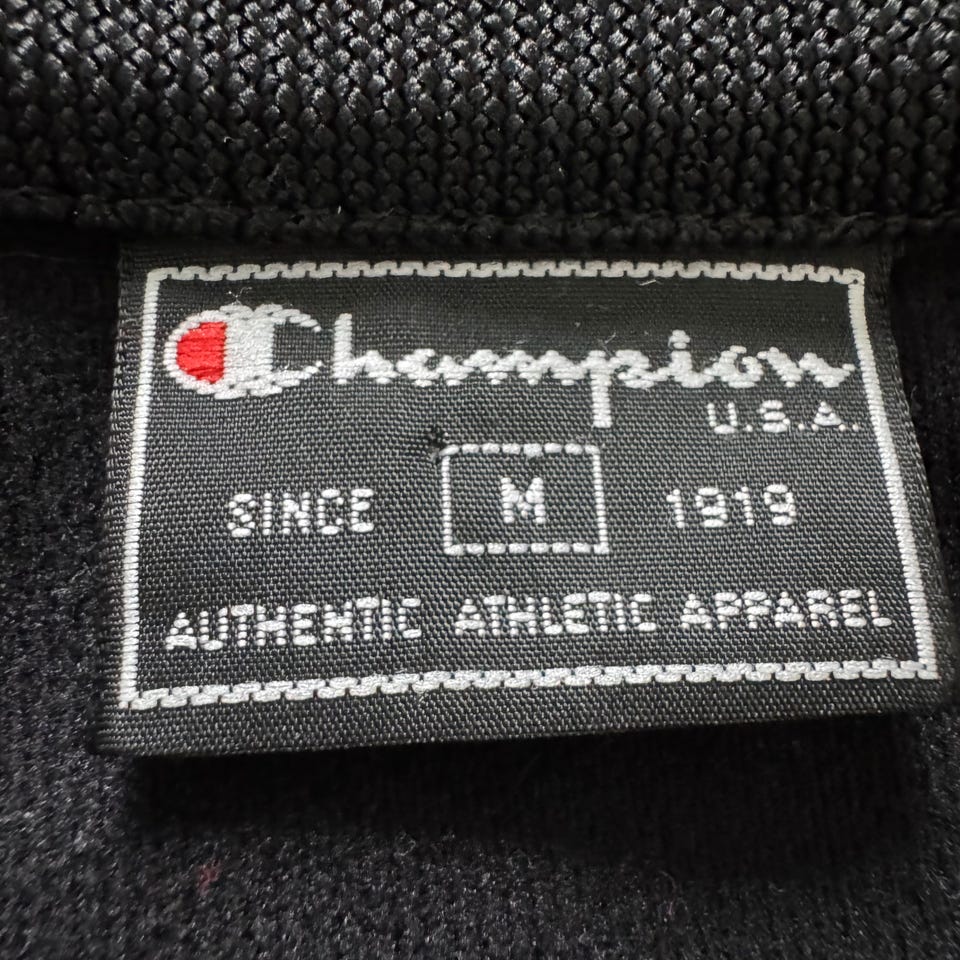 Champion
U.S.A.
SINCE M 1919
AUTHENTIC ATHLETIC APPAREL